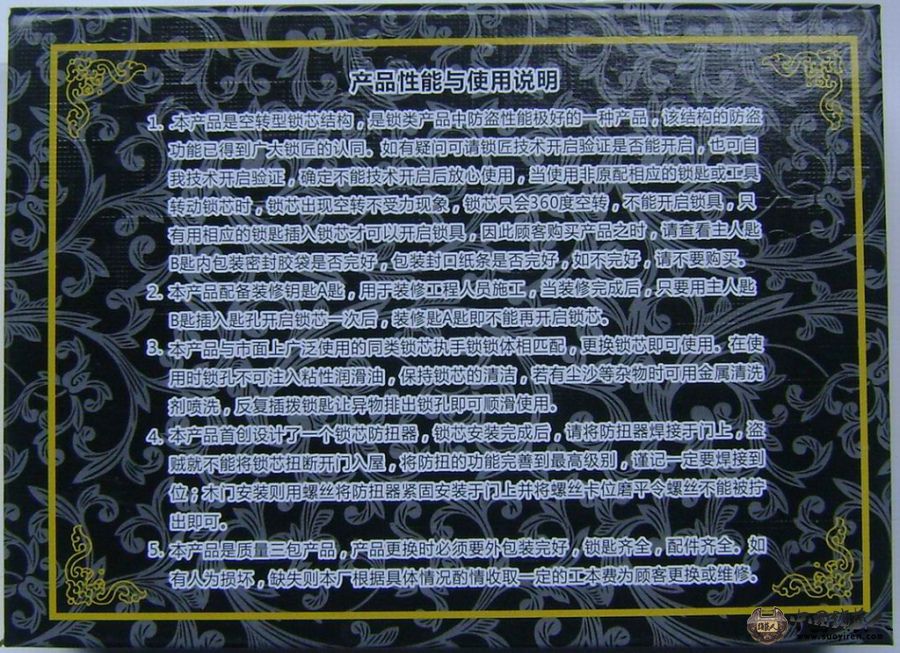 产品性能与使用说明
1. 本产品是空转型锁芯结构，是锁类产品中防盗性能极好的一种产品，该结构的防盗
功能已得到广大锁匠的认同。如有疑问可请锁匠技术开启验证是否能开启，也可自
我技术开启验证，确定不能技术开启后放心使用，当使用非原配相应的锁匙或工具
转动锁芯时，锁芯出现空转不受力现象，锁芯只会360度空转，不能开启锁具，只
有用相应的锁匙插入锁芯才可以开启锁具，因此顾客购买产品之时，请查看主人匙
B匙内包装密封胶袋是否完好，包装封口纸条是否完好，如不完好，请不要购买。
2. 本产品配备装修钥匙A匙，用于装修工程人员施工，当装修完成后，只要用主人匙
B匙插入匙孔开启锁芯一次后，装修匙A匙即不能再开启锁芯。
3. 本产品与市面上广泛使用的同类锁芯执手锁锁体相匹配，更换锁芯即可使用。在使
用时锁孔不可注入粘性润滑油，保持锁芯的清洁，若有尘沙等杂物时可用金属清洗
剂喷洗，反复插拨锁匙让异物排出锁孔即可顺滑使用。
4. 本产品首创设计了一个锁芯防扭器，锁芯安装完成后，请将防扭器焊接于门上，盗
贼就不能将锁芯扭断开门入屋，将防扭的功能完善到最高级别，谨记一定要焊接到
位；木门安装则用螺丝将防扭器紧固安装于门上并将螺丝卡位磨平令螺丝不能被拧
出即可。
5. 本产品是质量三包产品，产品更换时必须要外包装完好，锁匙齐全，配件齐全。如
有人为损坏，缺失则本厂根据具体情况酌情收取一定的工本费为顾客更换或维修。
www.suoyiren.com